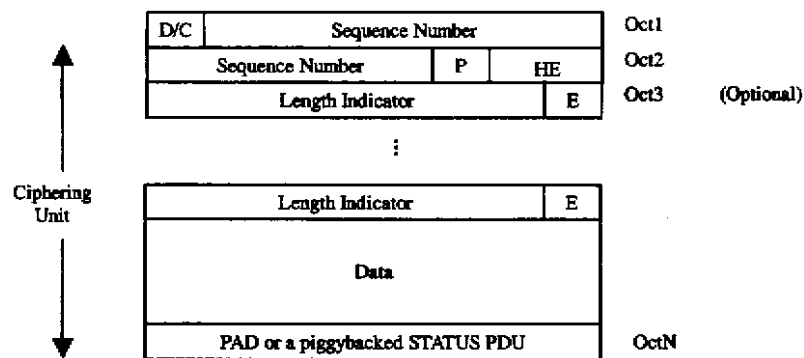 D/C Sequence Number Oct1
Sequence Number P HE Oct2
Length Indicator E Oct3 (Optional)
Ciphering
Unit
Length Indicator E
Data
PAD or a piggybacked STATUS PDU OctN